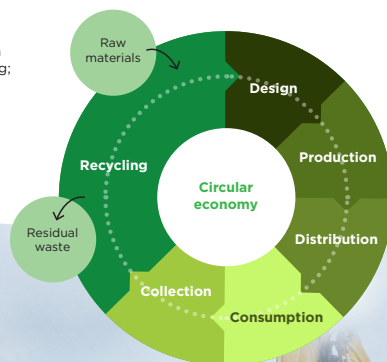 g;
Raw
materials
Design
Production
Recycling
Circular
economy
Residual
waste
Distribution
Collection
Consumption